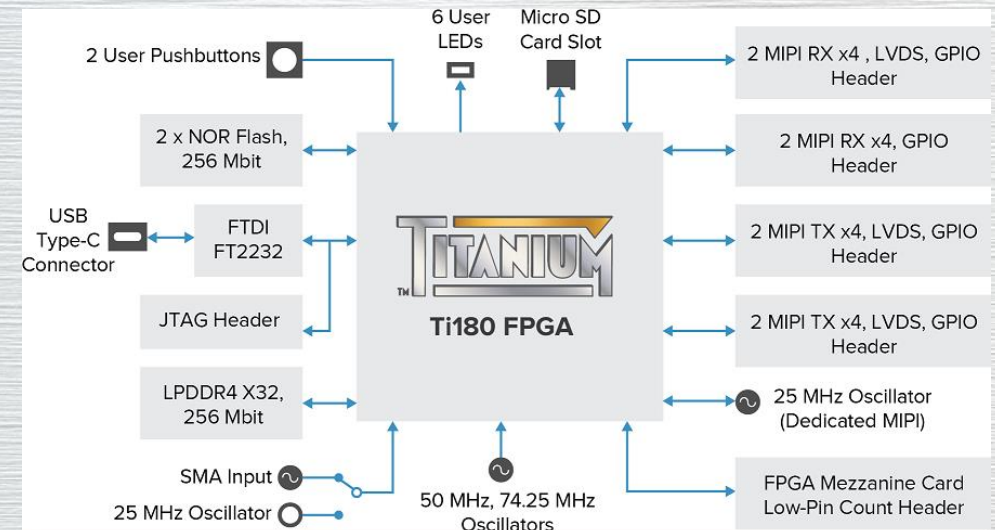 6 User
LEDs
Micro SD
Card Slot
2 User Pushbuttons
2 MIPI RX x4 , LVDS, GPIO
Header
2 x NOR Flash,
256 Mbit
2 MIPI RX x4, GPIO
Header
USB
Type-C
Connector
FTDI
FT2232
TITANIUM
TM
Ti180 FPGA
2 MIPI TX x4, LVDS, GPIO
Header
JTAG Header
2 MIPI TX x4, LVDS, GPIO
Header
LPDDR4 X32,
256 Mbit
25 MHz Oscillator
(Dedicated MIPI)
SMA Input
25 MHz Oscillator
50 MHz, 74.25 MHz
Oscillators
FPGA Mezzanine Card
Low-Pin Count Header